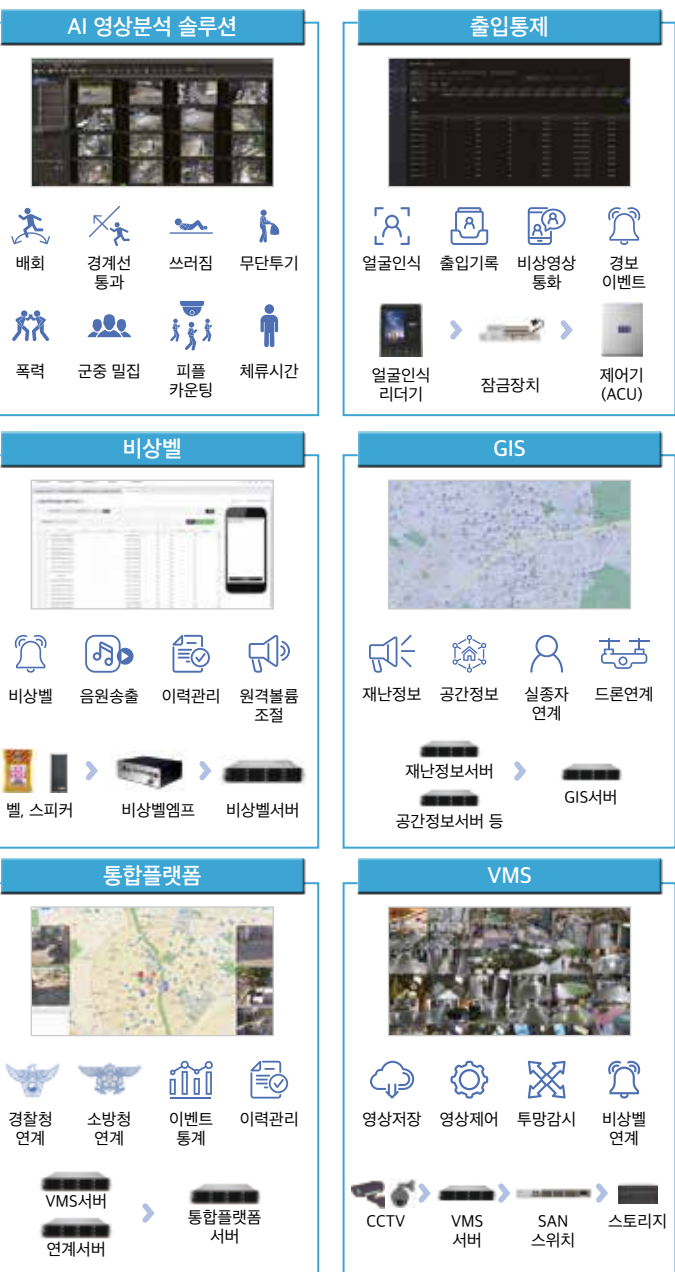 AI 영상분석 솔루션
배회
경계선
통과
쓰러짐
무단투기
폭력
군중 밀집
피플
카운팅
체류시간
출입통제
얼굴인식
출입기록
비상영상
통화
경보
이벤트
얼굴인식
리더기
잠금장치
제어기
(ACU)
비상벨
비상벨
음원송출
이력관리
원격볼륨
조절
벨, 스피커
비상벨엠프
비상벨서버
GIS
재난정보
공간정보
실종자
연계
드론연계
재난정보서버
공간정보서버 등
GIS서버
통합플랫폼
경찰청
연계
소방청
연계
이벤트
통계
이력관리
VMS서버
연계서버
통합플랫폼
서버
VMS
영상저장
영상제어
투망감시
비상벨
연계
CCTV
VMS
서버
SAN
스위치
스토리지